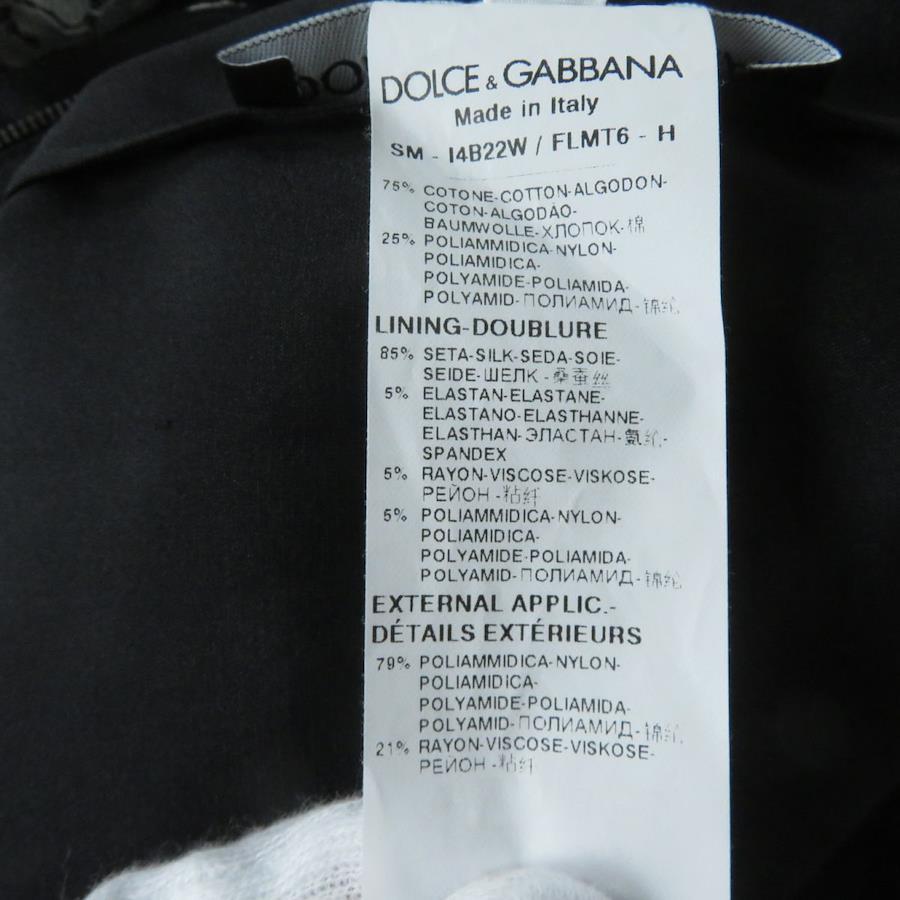 DOLCE & GABBANA
Made in Italy
SM - I4B22W / FLMT6 - H
75% COTONE-COTTON-ALGODON-
COTON-ALGODÃO-
BAUMWOLLE-ХЛОПОК-棉
25% POLIAMMIDICA-NYLON-
POLIAMIDICA-
POLYAMIDE-POLIAMIDA-
POLYAMID-ПОЛИАМИД-锦纶
LINING-DOUBLURE
85% SETA-SILK-SEDA-SOIE-
SEIDE-ШЕЛК-桑蚕丝
5% ELASTAN-ELASTANE-
ELASTANO-ELASTHANNE-
ELASTHAN-ЭЛАСТАН-氨纶-
SPANDEX
5% RAYON-VISCOSE-VISKOSE-
РЕЙОН-粘纤
5% POLIAMMIDICA-NYLON-
POLIAMIDICA-
POLYAMIDE-POLIAMIDA-
POLYAMID-ПОЛИАМИД-锦纶
EXTERNAL APPLIC.-
DÉTAILS EXTÉRIEURS
79% POLIAMMIDICA-NYLON-
POLIAMIDICA-
POLYAMIDE-POLIAMIDA-
POLYAMID-ПОЛИАМИД-锦纶-
21% RAYON-VISCOSE-VISKOSE-
РЕЙОН-粘纤